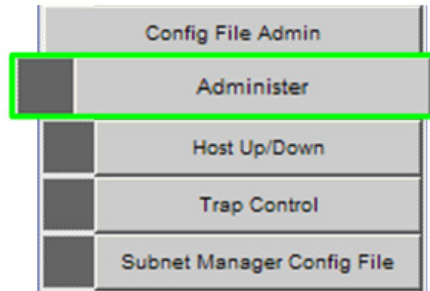 Config File Admin
Administer
Host Up/Down
Trap Control
Subnet Manager Config File